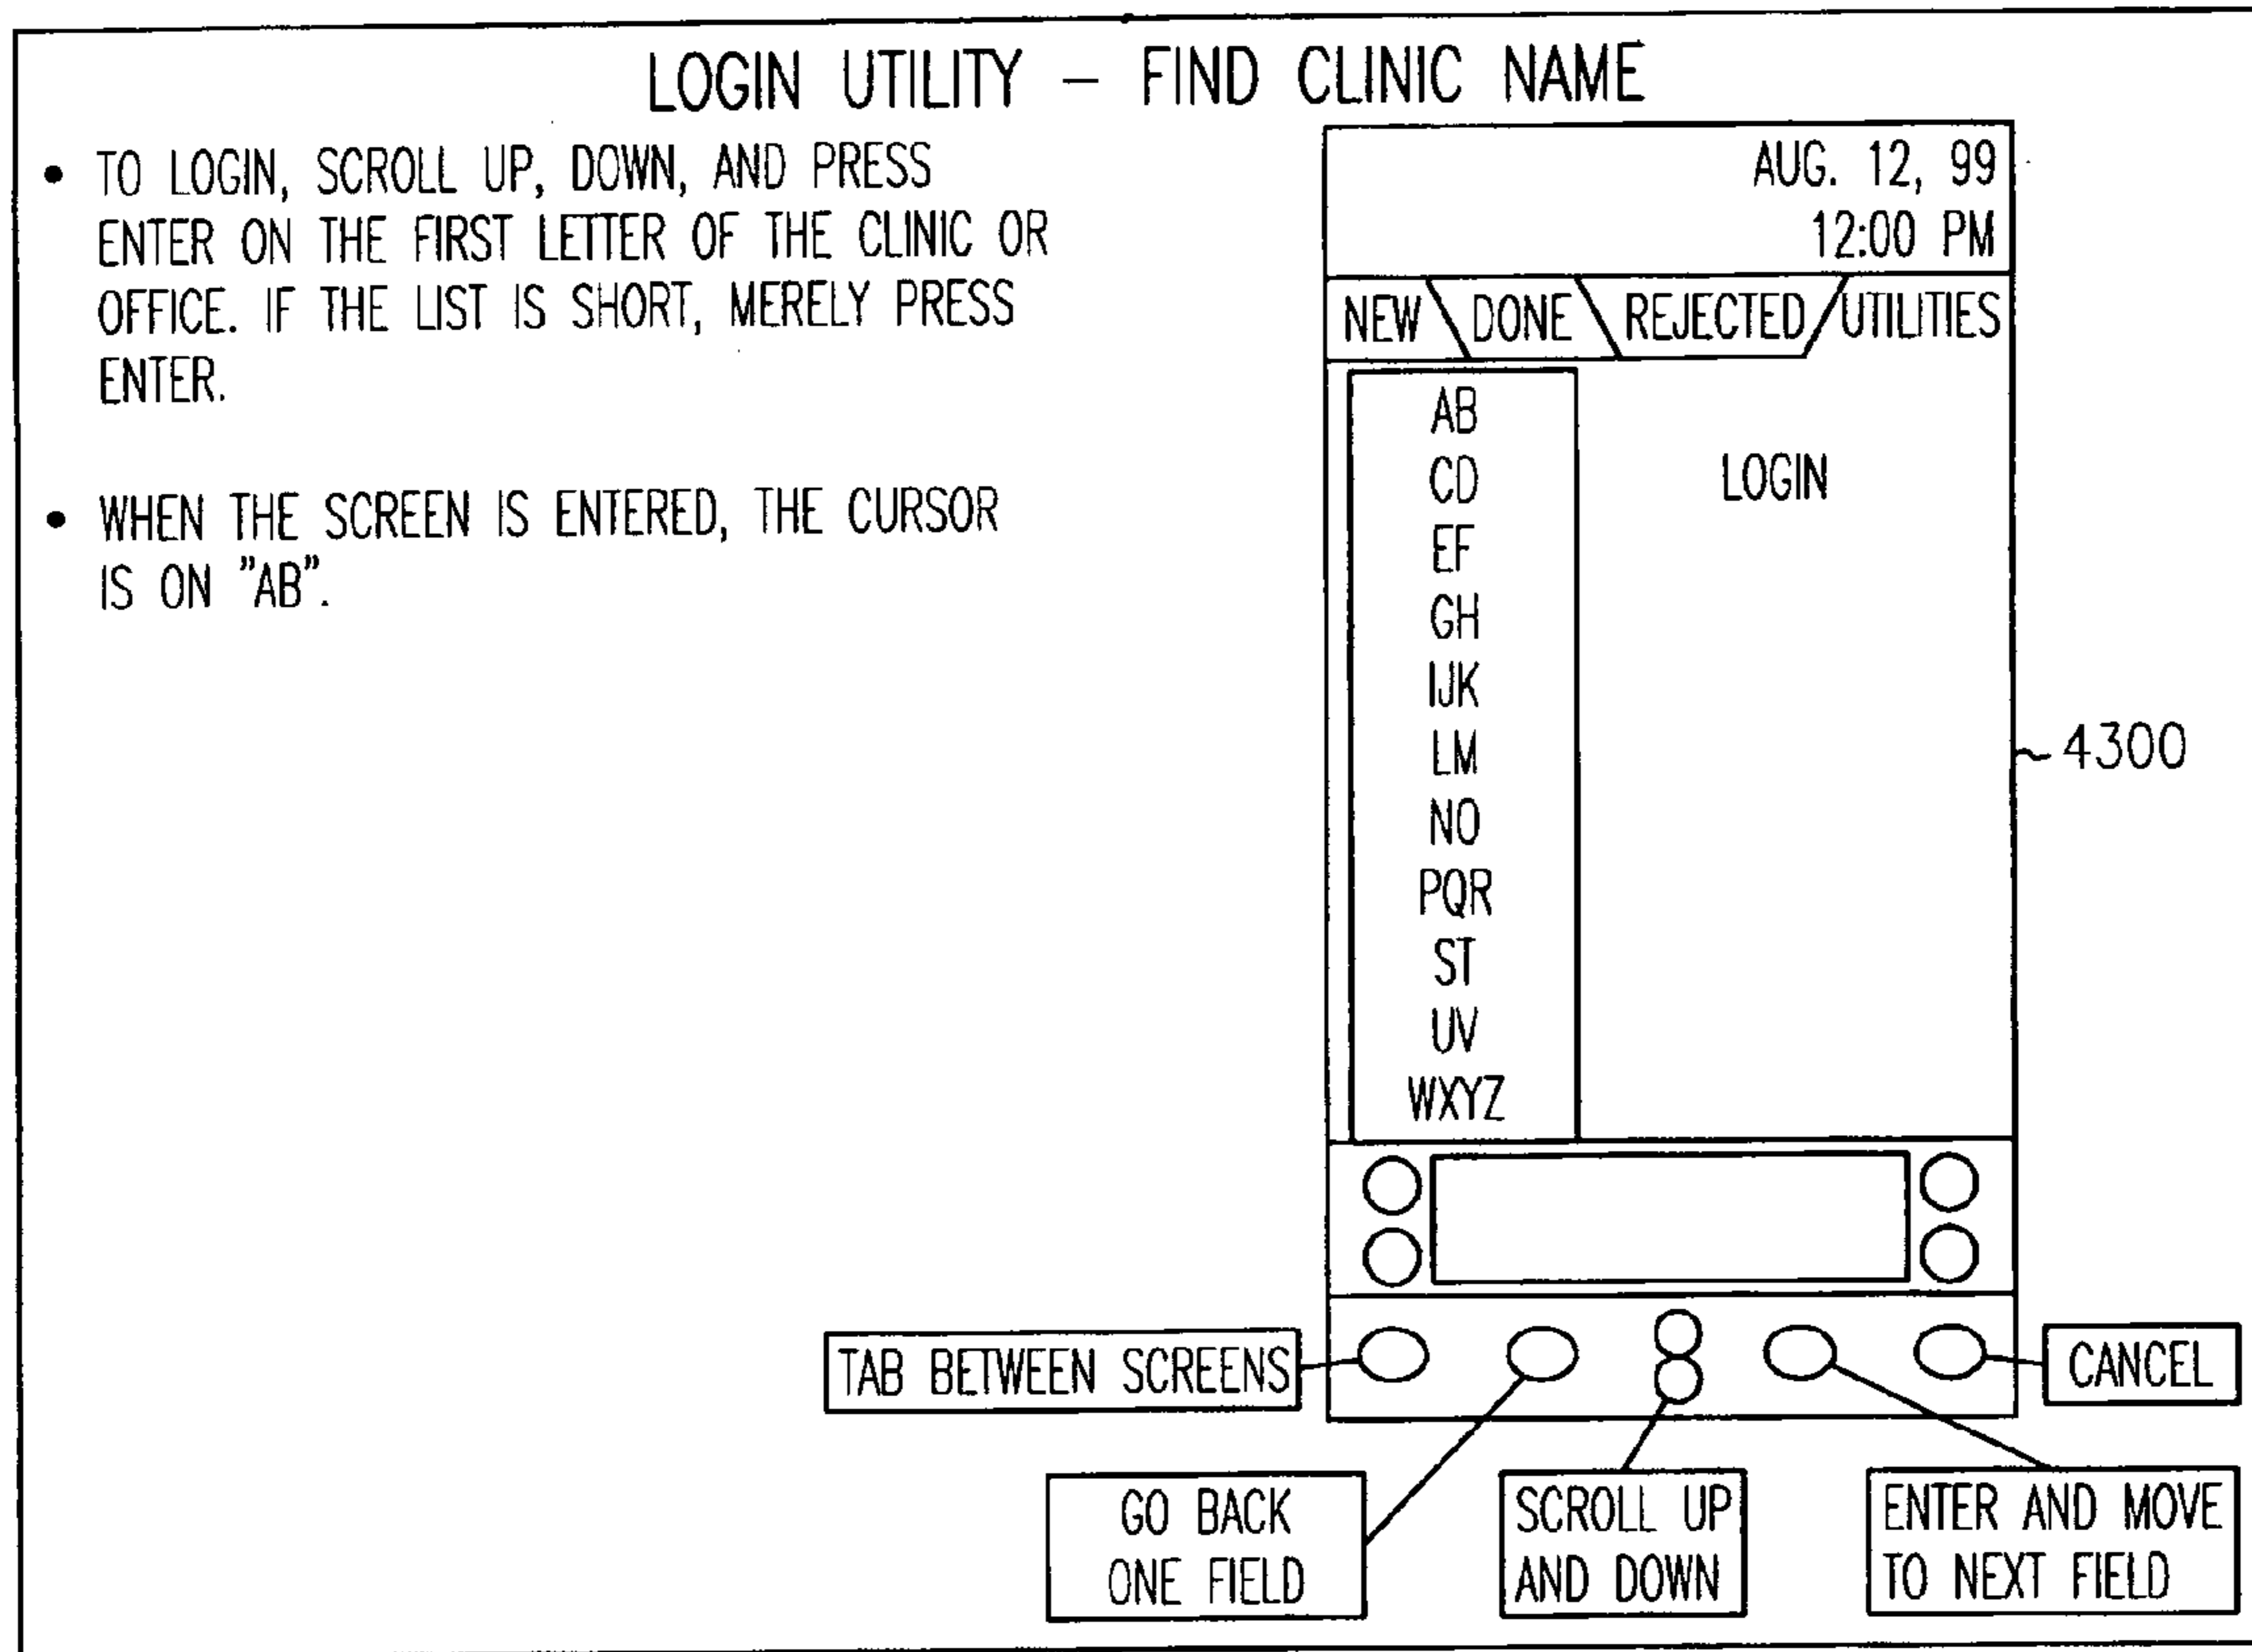 LOGIN UTILITY – FIND CLINIC NAME
• TO LOGIN, SCROLL UP, DOWN, AND PRESS
ENTER ON THE FIRST LETTER OF THE CLINIC OR
OFFICE. IF THE LIST IS SHORT, MERELY PRESS
ENTER.
• WHEN THE SCREEN IS ENTERED, THE CURSOR
IS ON "AB".
AUG. 12, 99
12:00 PM
NEW DONE REJECTED UTILITIES
AB
CD
EF
GH
IJK
LM
NO
PQR
ST
UV
WXYZ
LOGIN
4300
TAB BETWEEN SCREENS
CANCEL
GO BACK
ONE FIELD
SCROLL UP
AND DOWN
ENTER AND MOVE
TO NEXT FIELD